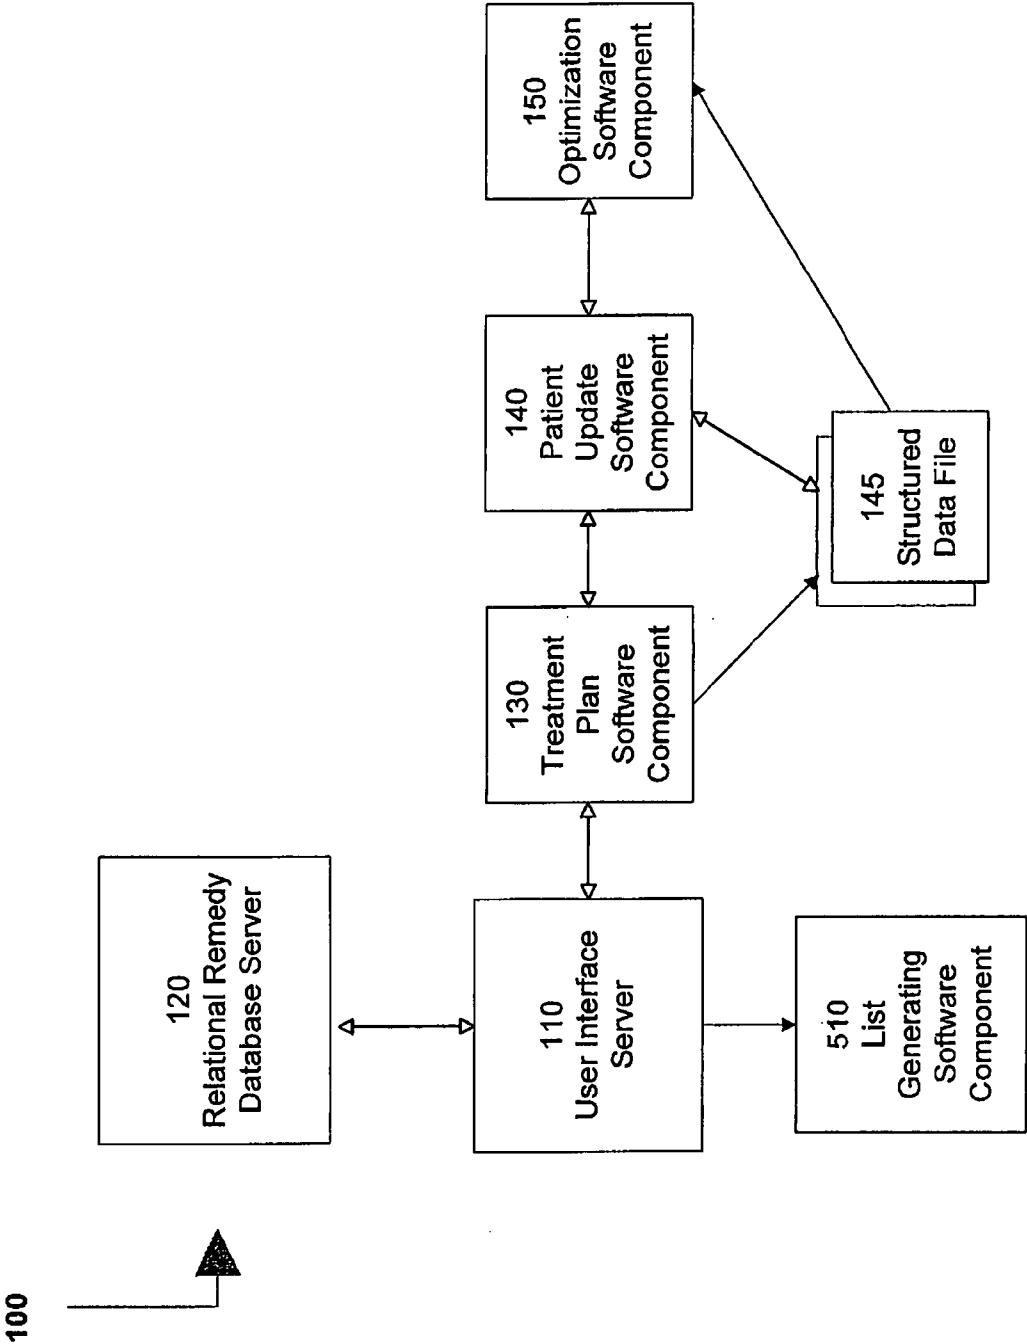 100
120
Relational Remedy
Database Server
110
User Interface
Server
510
List
Generating
Software
Component
130
Treatment
Plan
Software
Component
140
Patient
Update
Software
Component
150
Optimization
Software
Component
145
Structured
Data File